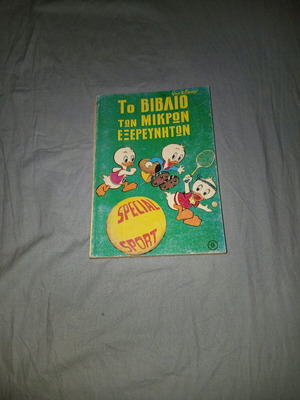 Walt Disney
Το ΒΙΒΛΙΟ
ΤΩΝ ΜΙΚΡΩΝ
ΕΞΕΡΕΥΝΗΤΩΝ
SPECIAL
SPORT